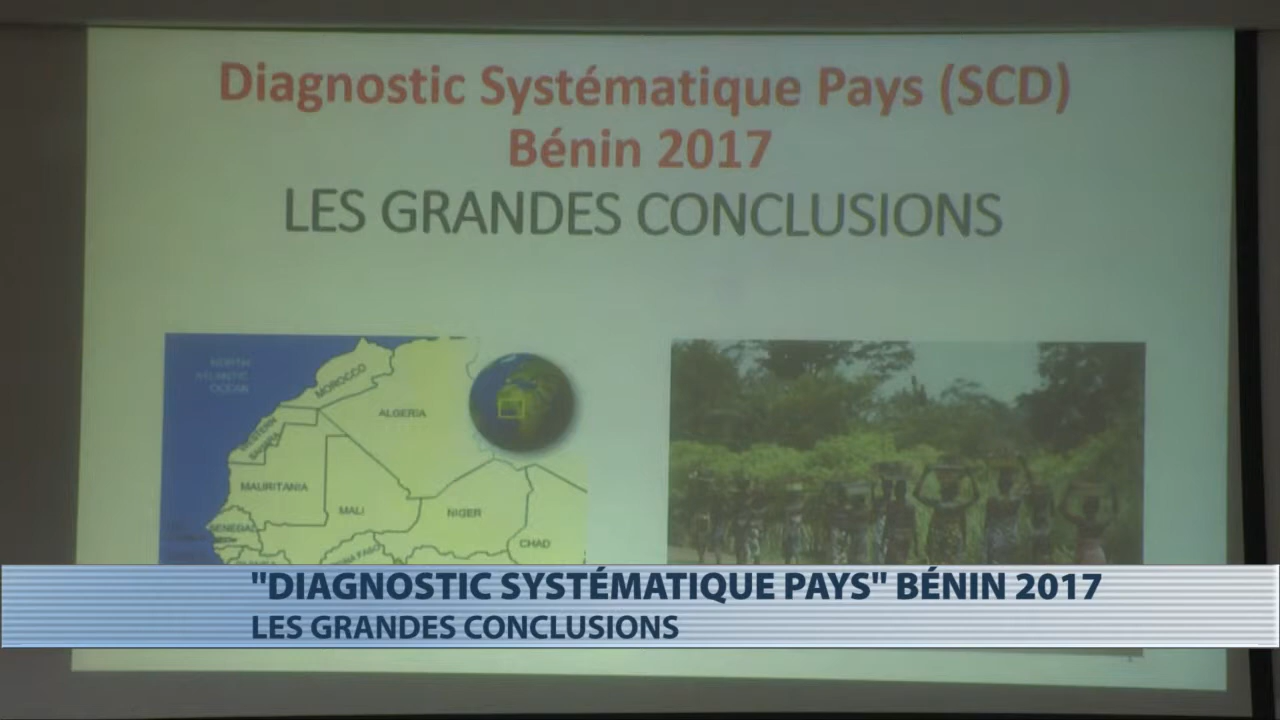 Diagnostic Systématique Pays (SCD)
Bénin 2017
LES GRANDES CONCLUSIONS
NORTH
ATLANTIC
OCEAN
MOROCCO
ALGERIA
WESTERN
SAHARA
MAURITANIA
MALI
NIGER
SENEGAL
CHAD
"DIAGNOSTIC SYSTÉMATIQUE PAYS" BÉNIN 2017
LES GRANDES CONCLUSIONS